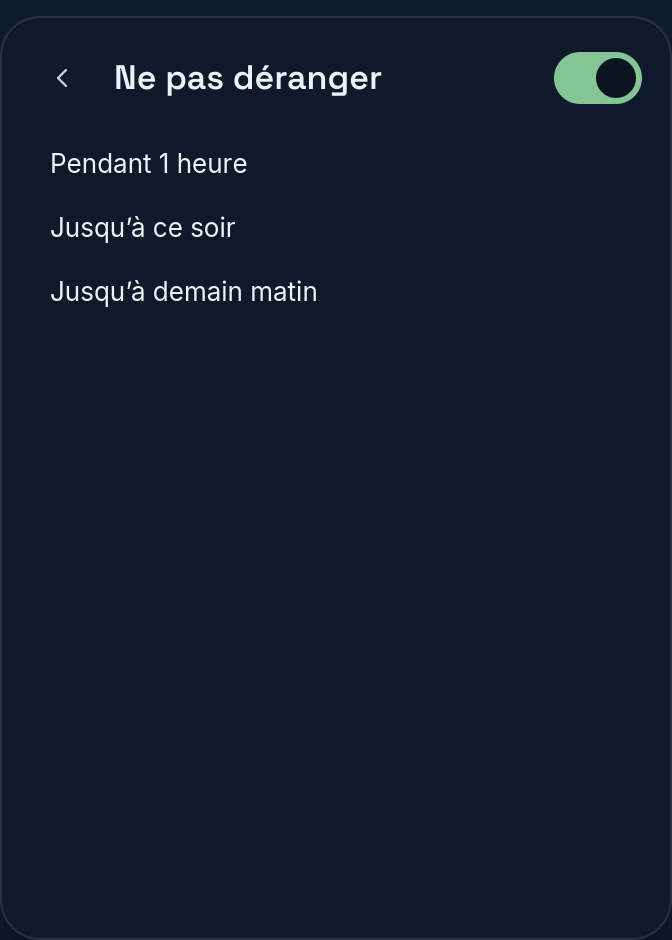 Ne pas déranger
Pendant 1 heure
Jusqu’à ce soir
Jusqu’à demain matin